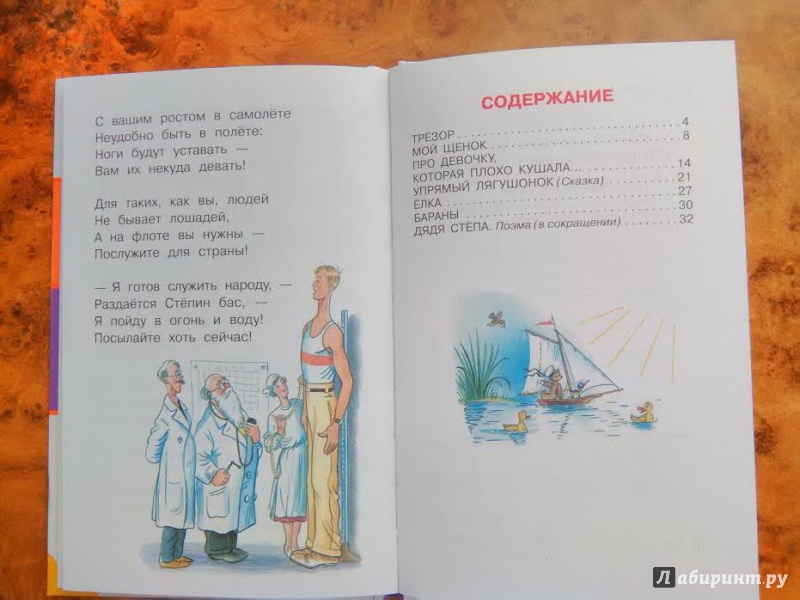 С вашим ростом в самолёте
Неудобно быть в полёте:
Ноги будут уставать —
Вам их некуда девать!
Для таких, как вы, людей
Не бывает лошадей,
А на флоте вы нужны —
Послужите для страны!
— Я готов служить народу, —
Раздаётся Стёпин бас, —
Я пойду в огонь и воду!
Посылайте хоть сейчас!
СОДЕРЖАНИЕ
ТРЕЗОР 4
МОЙ ЩЕНОК 8
ПРО ДЕВОЧКУ,
КОТОРАЯ ПЛОХО КУШАЛА... 14
УПРЯМЫЙ ЛЯГУШОНОК (Сказка) 21
ЕЛКА 27
БАРАНЫ 30
ДЯДЯ СТЁПА. Поэма (в сокращении) 32
Лабиринт.ру